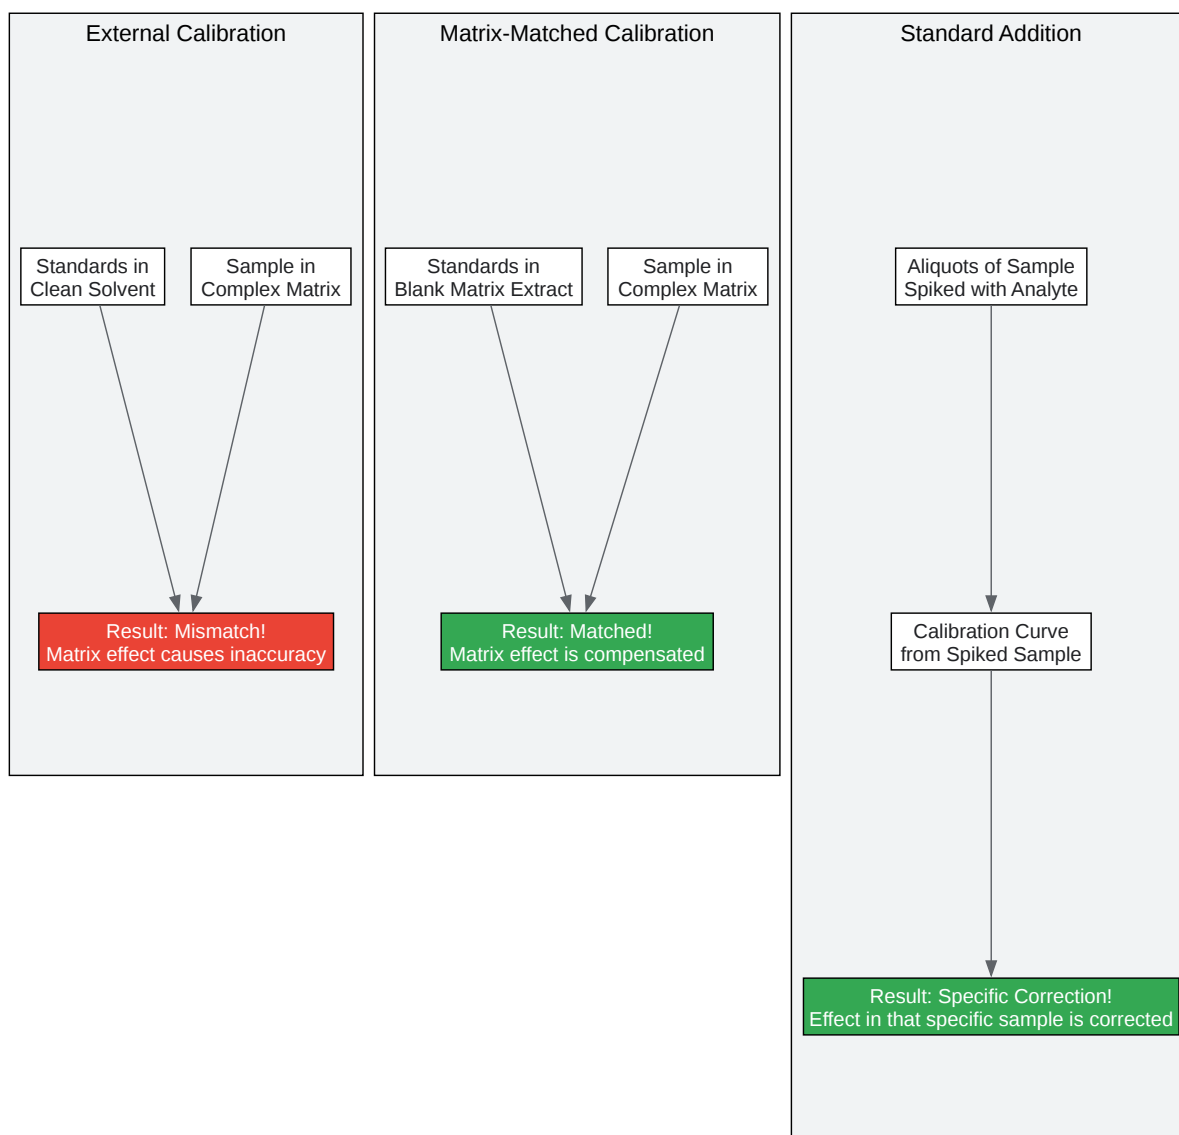 External Calibration
Standards in
Clean Solvent
Sample in
Complex Matrix
Result: Mismatch!
Matrix effect causes inaccuracy
Matrix-Matched Calibration
Standards in
Blank Matrix Extract
Sample in
Complex Matrix
Result: Matched!
Matrix effect is compensated
Standard Addition
Aliquots of Sample
Spiked with Analyte
Calibration Curve
from Spiked Sample
Result: Specific Correction!
Effect in that specific sample is corrected